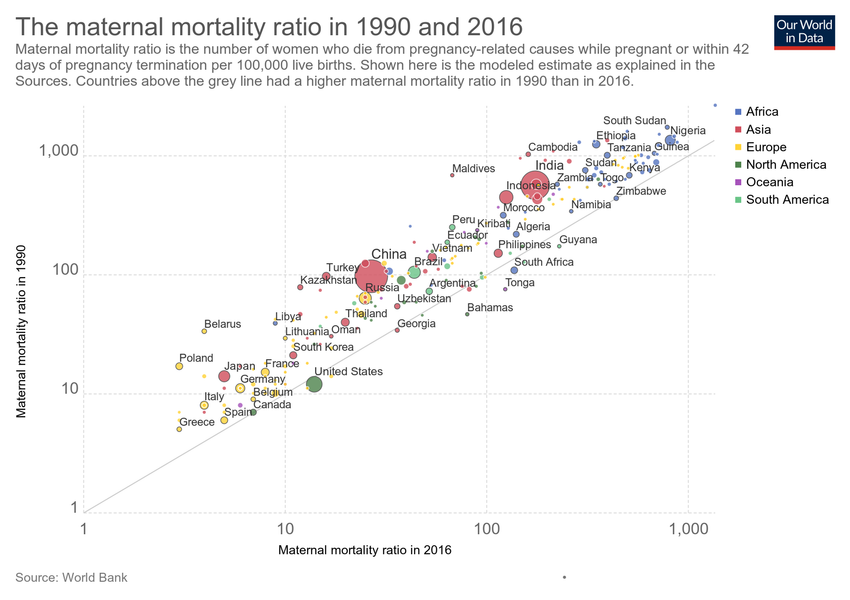 The maternal mortality ratio in 1990 and 2016
Our World
in Data
Maternal mortality ratio is the number of women who die from pregnancy-related causes while pregnant or within 42
days of pregnancy termination per 100,000 live births. Shown here is the modeled estimate as explained in the
Sources. Countries above the grey line had a higher maternal mortality ratio in 1990 than in 2016.
Africa
Asia
Europe
North America
Oceania
South America
Maternal mortality ratio in 1990
1,000
100
10
1
South Sudan
Nigeria
Ethiopia
Tanzania
Guinea
Cambodia
India
Sudan
Kenya
Maldives
Zambia
Togo
Indonesia
Zimbabwe
Morocco
Namibia
Peru
Kiribati
Algeria
Ecuador
Vietnam
Philippines
Guyana
China
Brazil
South Africa
Turkey
Kazakhstan
Russia
Argentina
Tonga
Uzbekistan
Bahamas
Thailand
Libya
Belarus
Georgia
Lithuania
Oman
South Korea
Poland
Japan
France
United States
Germany
Belgium
Italy
Canada
Spain
Greece
1
10
100
1,000
Maternal mortality ratio in 2016
Source: World Bank